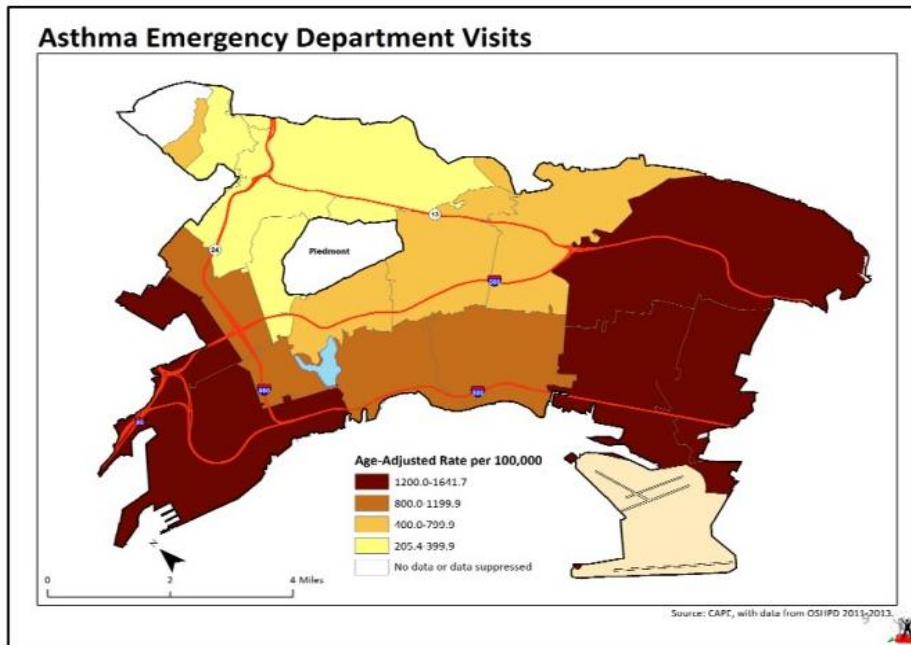 Asthma Emergency Department Visits
13
24
Piedmont
580
980
880
80
Age-Adjusted Rate per 100,000
1200.0-1641.7
800.0-1199.9
400.0-799.9
205.4-399.9
No data or data suppressed
0 2 4 Miles
Source: CAPE, with data from OSHPD 2011-2013.
9